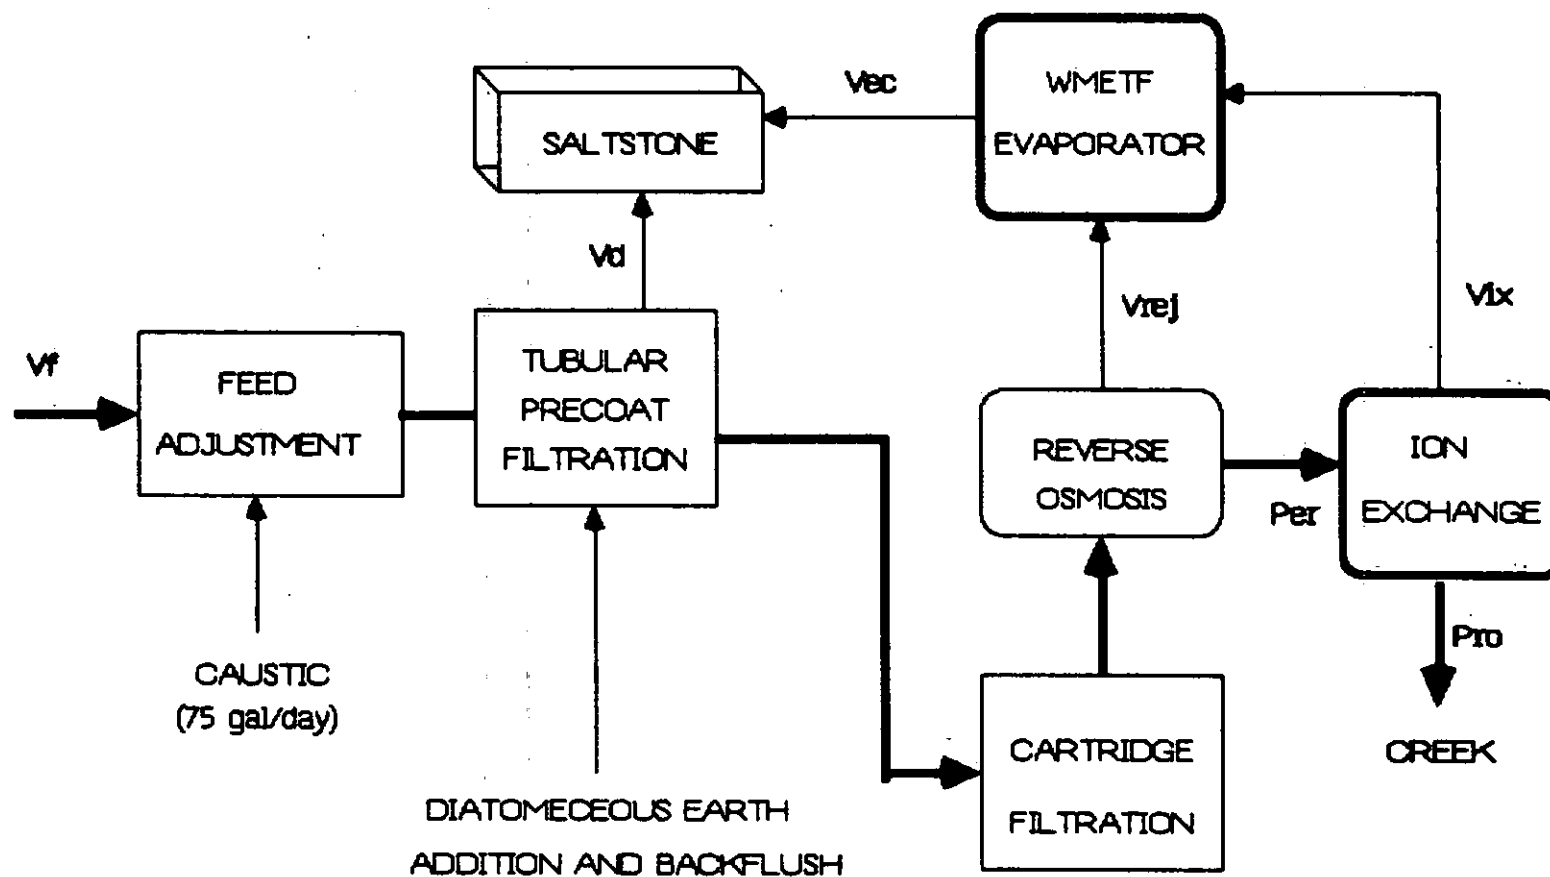 Vec
WMETF
EVAPORATOR
SALTSTONE
Vd
Vrej
Vix
Vf
FEED
ADJUSTMENT
TUBULAR
PRECOAT
FILTRATION
REVERSE
OSMOSIS
Per
ION
EXCHANGE
Pro
CAUSTIC
(75 gal/day)
CARTRIDGE
FILTRATION
CREEK
DIATOMECEOUS EARTH
ADDITION AND BACKFLUSH